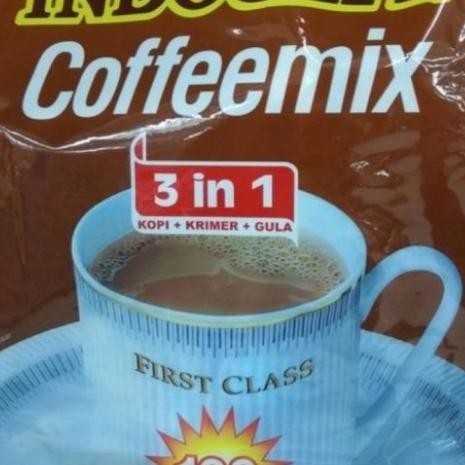 Coffeemix
3 in 1
KOPI + KRIMER + GULA
FIRST CLASS